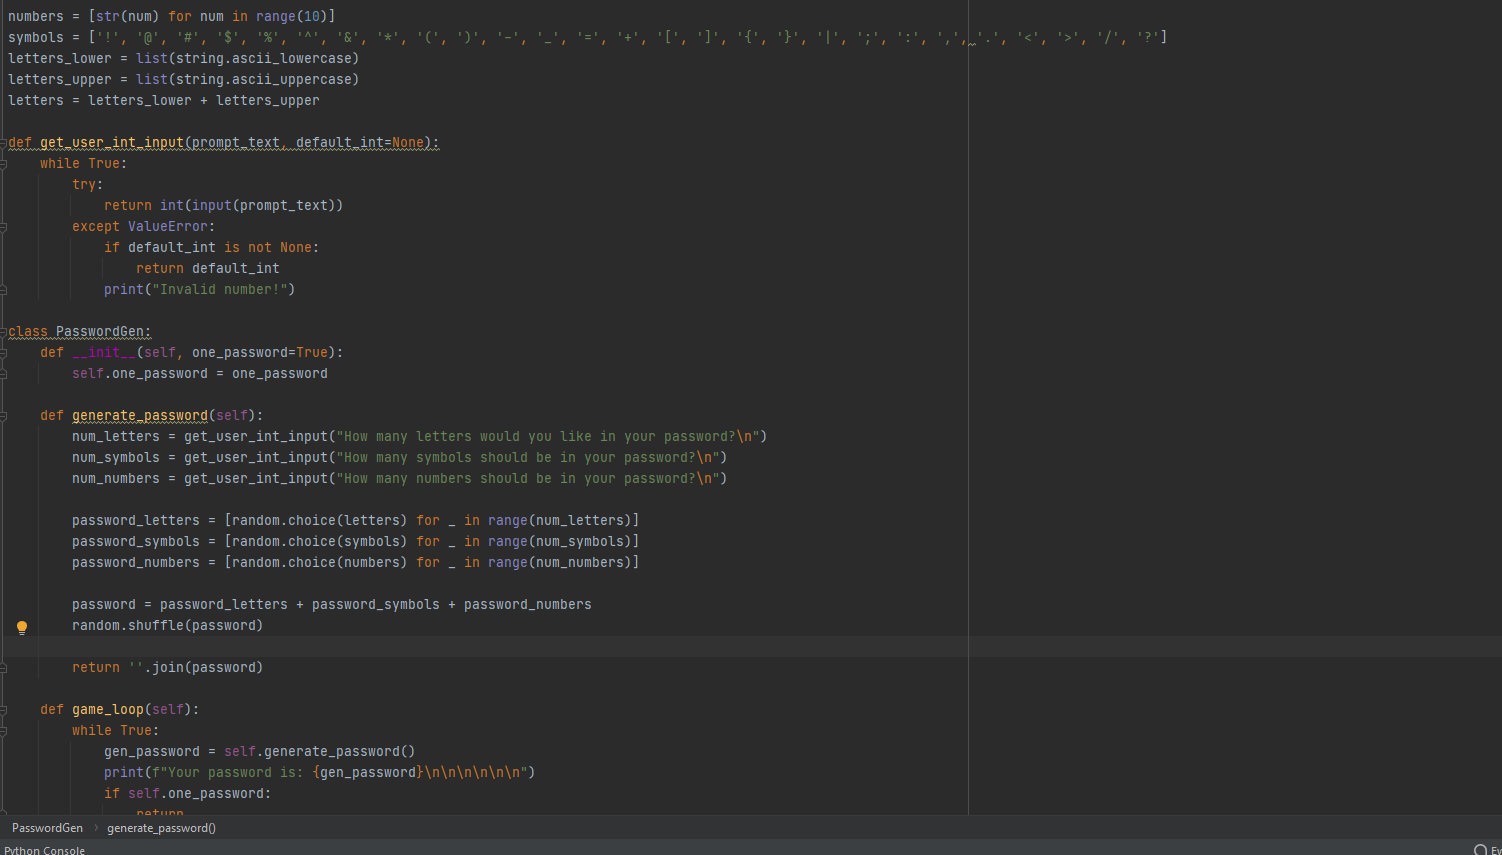 numbers = [str(num) for num in range(10)]
symbols = ['!', '@', '#', '$', '%', '^', '&', '*', '(', ')', '-', '_', '=', '+', '[', ']', '{', '}', '|', ';', ':', ',', '.', '<', '>', '/', '?']
letters_lower = list(string.ascii_lowercase)
letters_upper = list(string.ascii_uppercase)
letters = letters_lower + letters_upper
def get_user_int_input(prompt_text, default_int=None):
    while True:
        try:
            return int(input(prompt_text))
        except ValueError:
            if default_int is not None:
                return default_int
            print("Invalid number!")
class PasswordGen:
    def __init__(self, one_password=True):
        self.one_password = one_password
    def generate_password(self):
        num_letters = get_user_int_input("How many letters would you like in your password?\n")
        num_symbols = get_user_int_input("How many symbols should be in your password?\n")
        num_numbers = get_user_int_input("How many numbers should be in your password?\n")
        password_letters = [random.choice(letters) for _ in range(num_letters)]
        password_symbols = [random.choice(symbols) for _ in range(num_symbols)]
        password_numbers = [random.choice(numbers) for _ in range(num_numbers)]
        password = password_letters + password_symbols + password_numbers
        random.shuffle(password)
        return ''.join(password)
    def game_loop(self):
        while True:
            gen_password = self.generate_password()
            print(f"Your password is: {gen_password}\n\n\n\n\n\n")
            if self.one_password:
                return
PasswordGen › generate_password()
Python Console
Ev